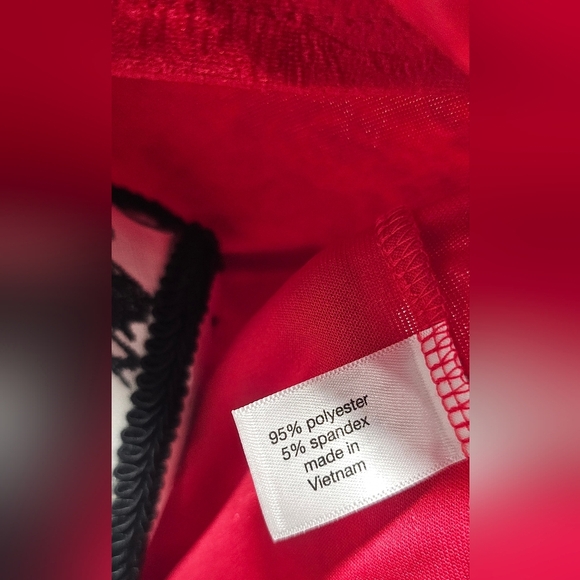 95% polyester
5% spandex
made in
Vietnam